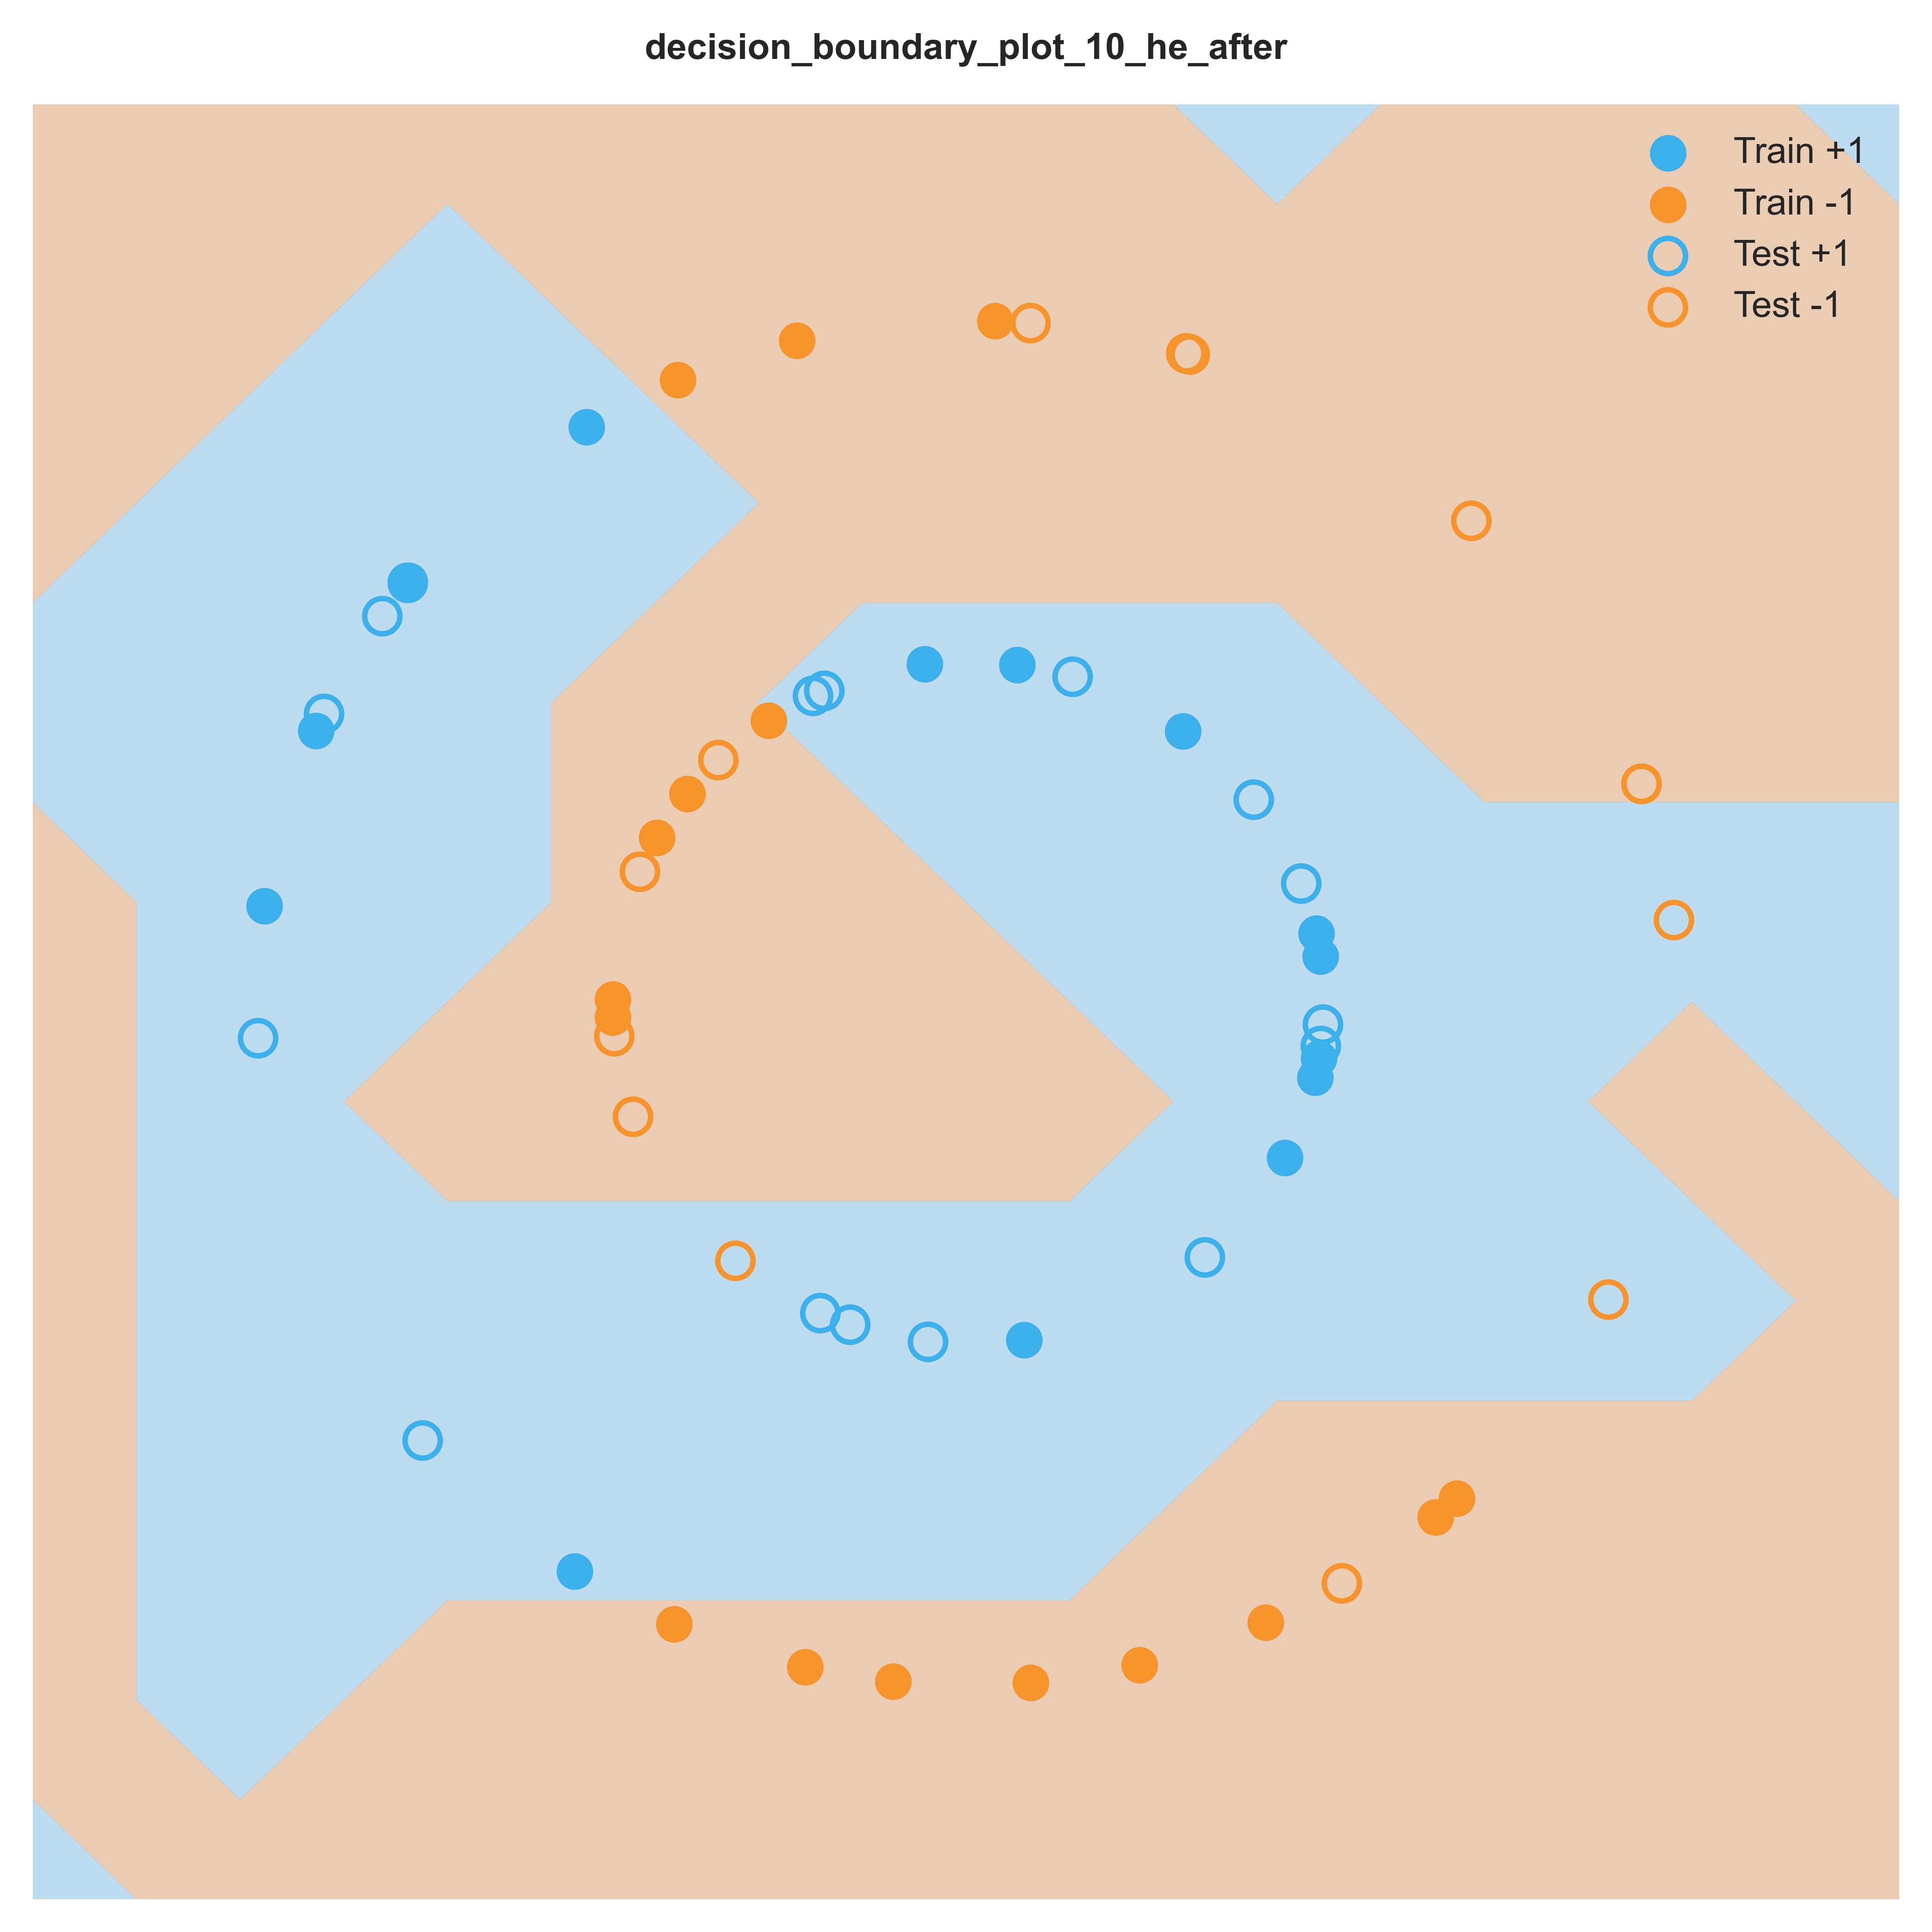 decision_boundary_plot_10_he_after
Train +1
Train -1
Test +1
Test -1